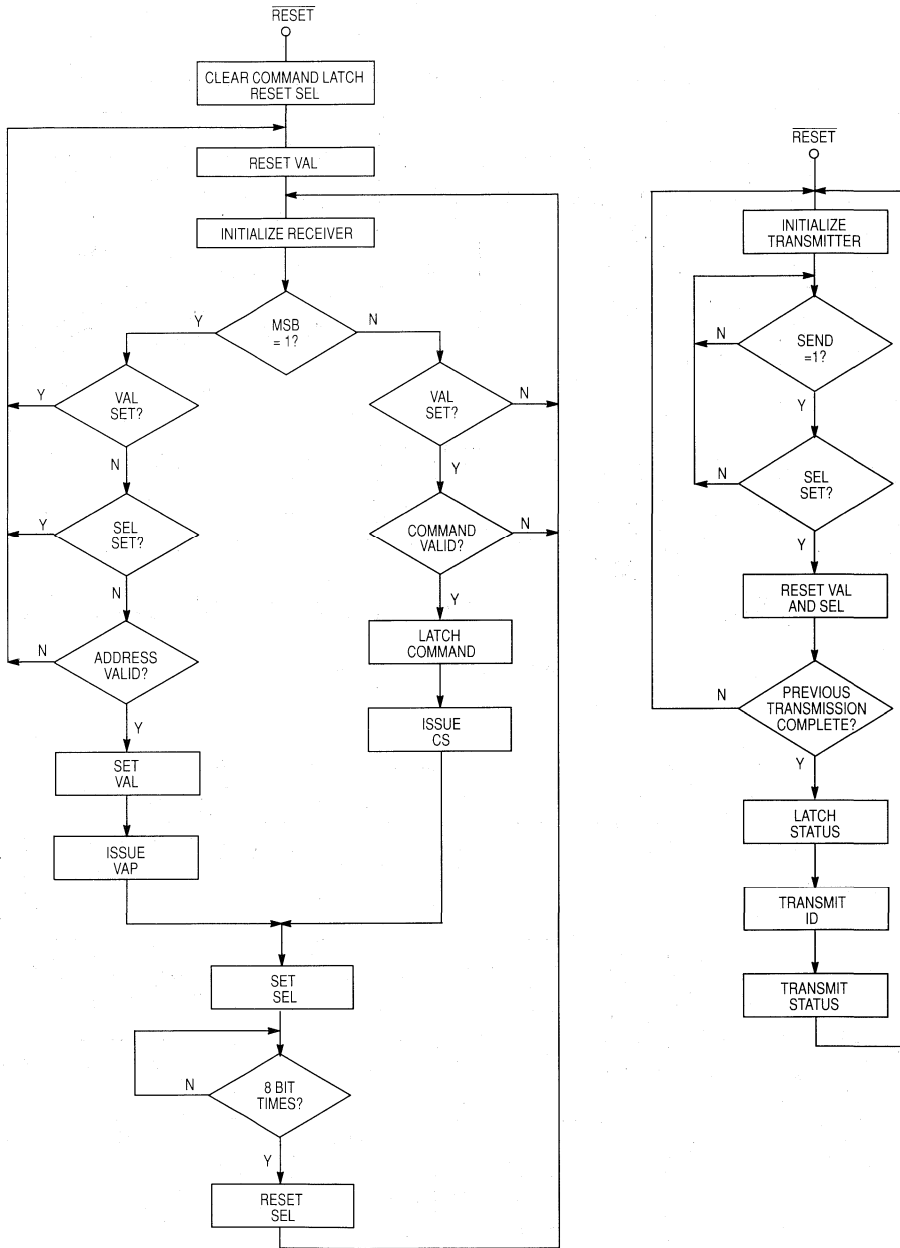 RESET
CLEAR COMMAND LATCH
RESET SEL
RESET VAL
INITIALIZE RECEIVER
MSB
= 1?
Y
N
VAL
SET?
Y
N
VAL
SET?
N
Y
SEL
SET?
Y
N
COMMAND
VALID?
N
Y
ADDRESS
VALID?
N
Y
LATCH
COMMAND
ISSUE
CS
SET
VAL
ISSUE
VAP
SET
SEL
8 BIT
TIMES?
N
Y
RESET
SEL
RESET
INITIALIZE
TRANSMITTER
SEND
=1?
N
Y
SEL
SET?
N
Y
RESET VAL
AND SEL
PREVIOUS
TRANSMISSION
COMPLETE?
N
Y
LATCH
STATUS
TRANSMIT
ID
TRANSMIT
STATUS